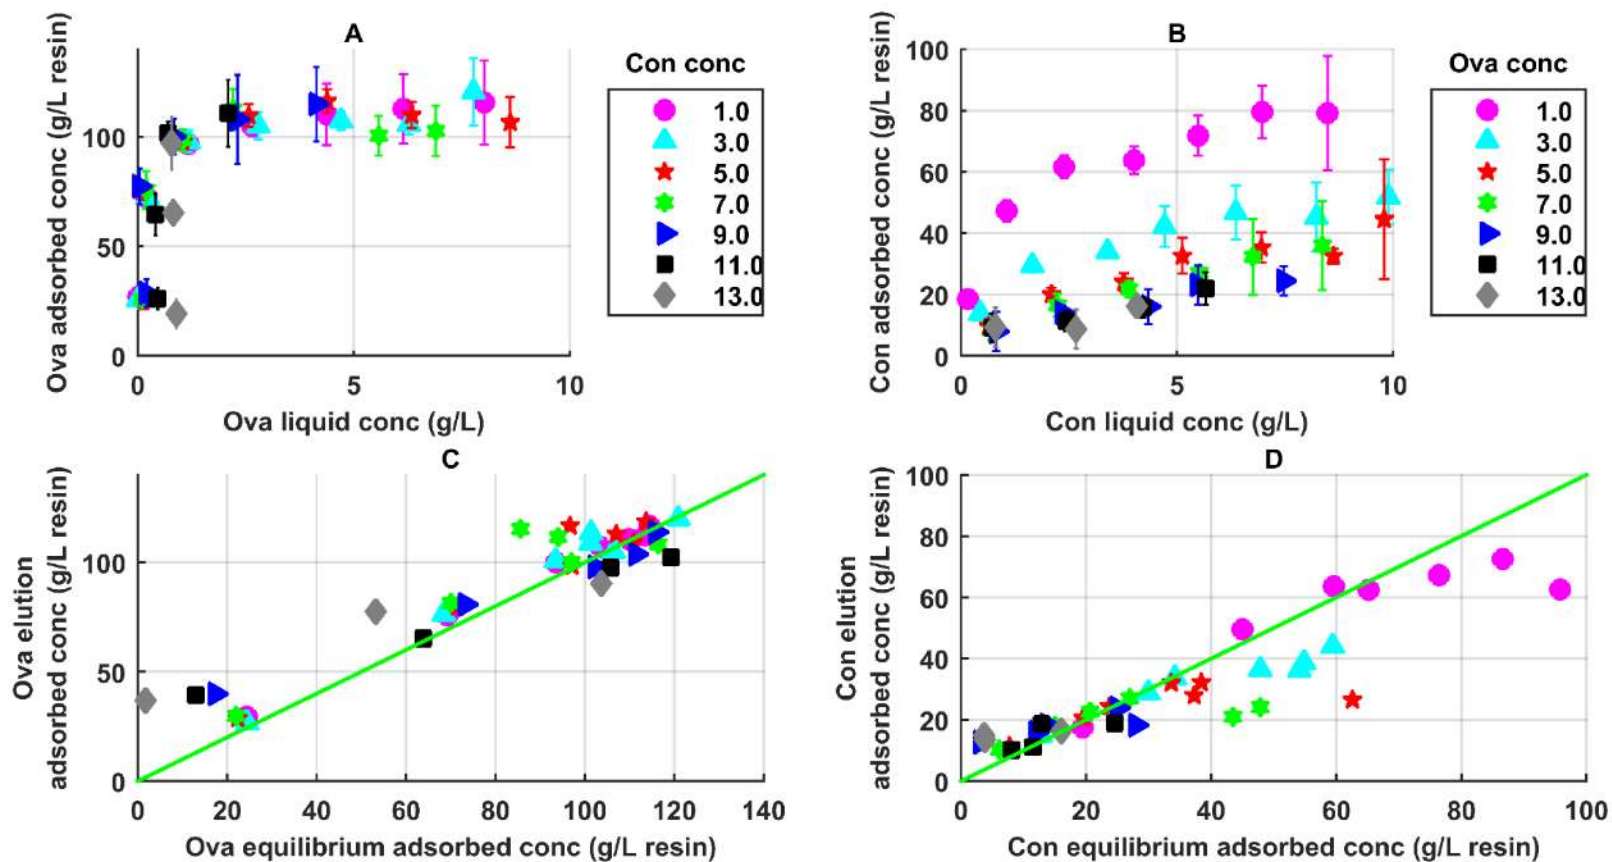 A
Ova adsorbed conc (g/L resin)
100
50
0
0 5 10
Ova liquid conc (g/L)
Con conc
1.0
3.0
5.0
7.0
9.0
11.0
13.0
B
Con adsorbed conc (g/L resin)
100
80
60
40
20
0
0 5 10
Con liquid conc (g/L)
Ova conc
1.0
3.0
5.0
7.0
9.0
11.0
13.0
C
Ova elution
adsorbed conc (g/L resin)
100
50
0
0 20 40 60 80 100 120 140
Ova equilibrium adsorbed conc (g/L resin)
D
Con elution
adsorbed conc (g/L resin)
100
80
60
40
20
0
0 20 40 60 80 100
Con equilibrium adsorbed conc (g/L resin)